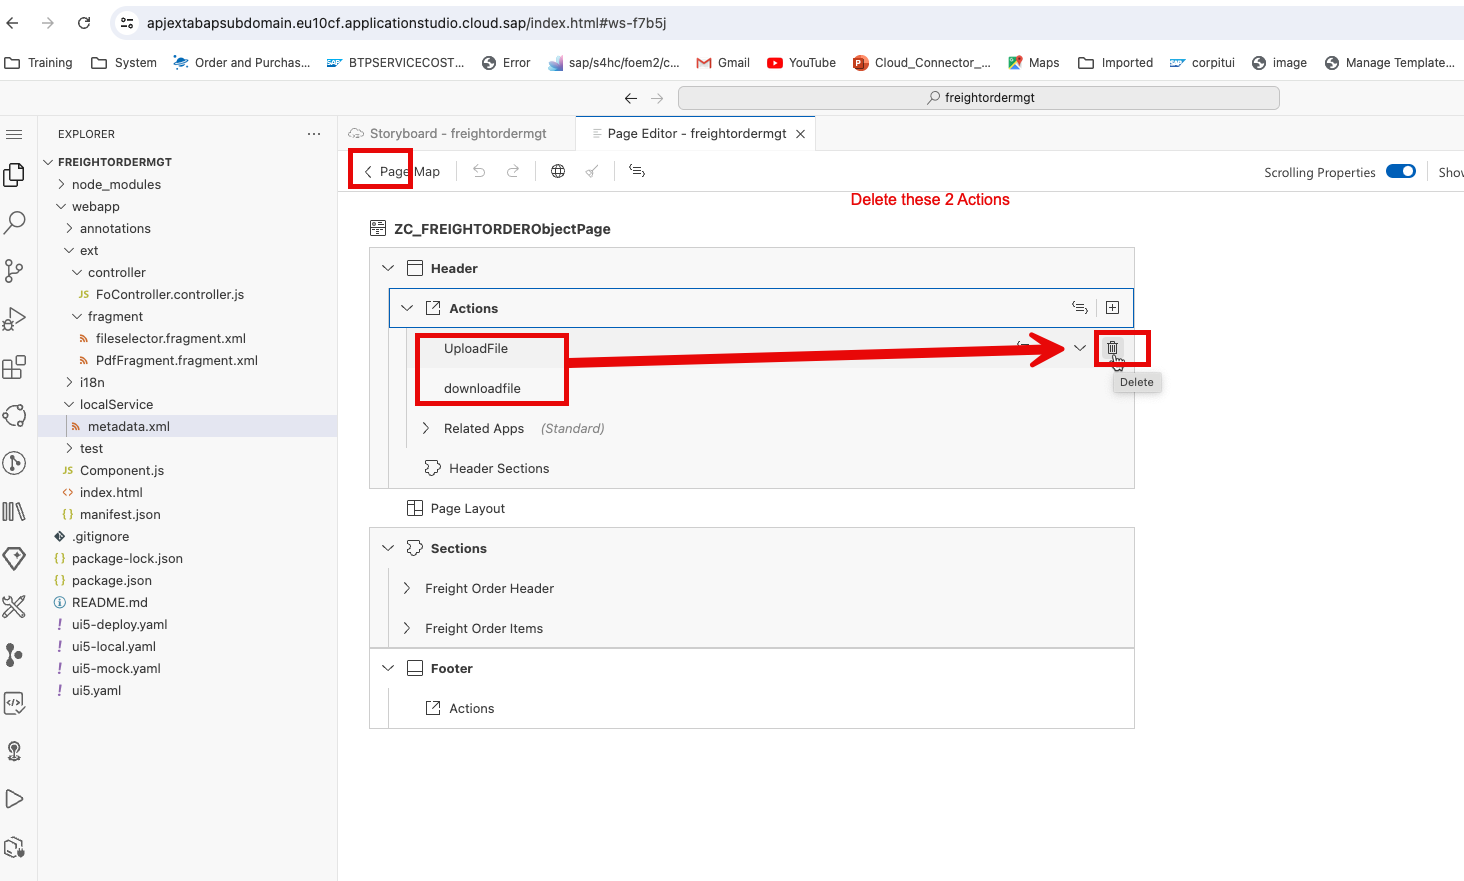 apjextabapsubdomain.eu10cf.applicationstudio.cloud.sap/index.html#ws-f7b5j
Training System Order and Purchas... BTPSERVICECOST... Error sap/s4hc/foem2/c... Gmail YouTube Cloud_Connector_... Maps Imported corpitui image Manage Template...
freightordermgt
EXPLORER
Storyboard - freightordermgt
Page Editor - freightordermgt
FREIGHTORDERMGT
node_modules
webapp
annotations
ext
controller
JS FoController.controller.js
fragment
fileselector.fragment.xml
PdfFragment.fragment.xml
i18n
localService
metadata.xml
test
JS Component.js
<> index.html
{} manifest.json
.gitignore
{} package-lock.json
{} package.json
README.md
! ui5-deploy.yaml
! ui5-local.yaml
! ui5-mock.yaml
! ui5.yaml
Page Map
Scrolling Properties
Show
Delete these 2 Actions
ZC_FREIGHTORDERObjectPage
Header
Actions
UploadFile
Delete
downloadfile
Related Apps (Standard)
Header Sections
Page Layout
Sections
Freight Order Header
Freight Order Items
Footer
Actions